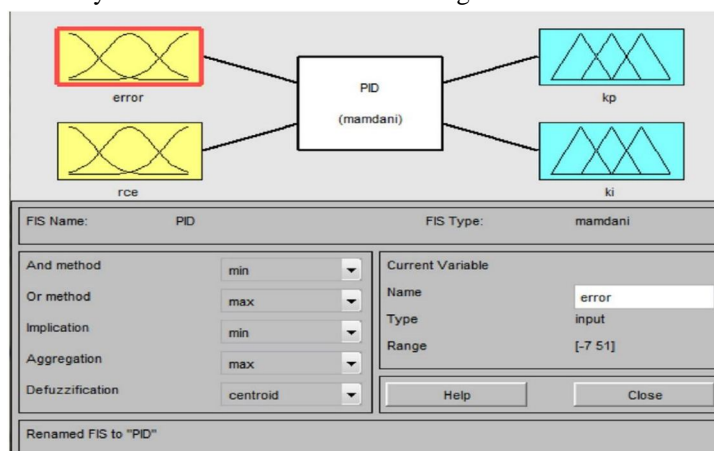 error
rce
PID
(mamdani)
kp
ki
FIS Name: PID FIS Type: mamdani
And method min
Or method max
Implication min
Aggregation max
Defuzzification centroid
Current Variable
Name error
Type input
Range [-7 51]
Help Close
Renamed FIS to "PID"